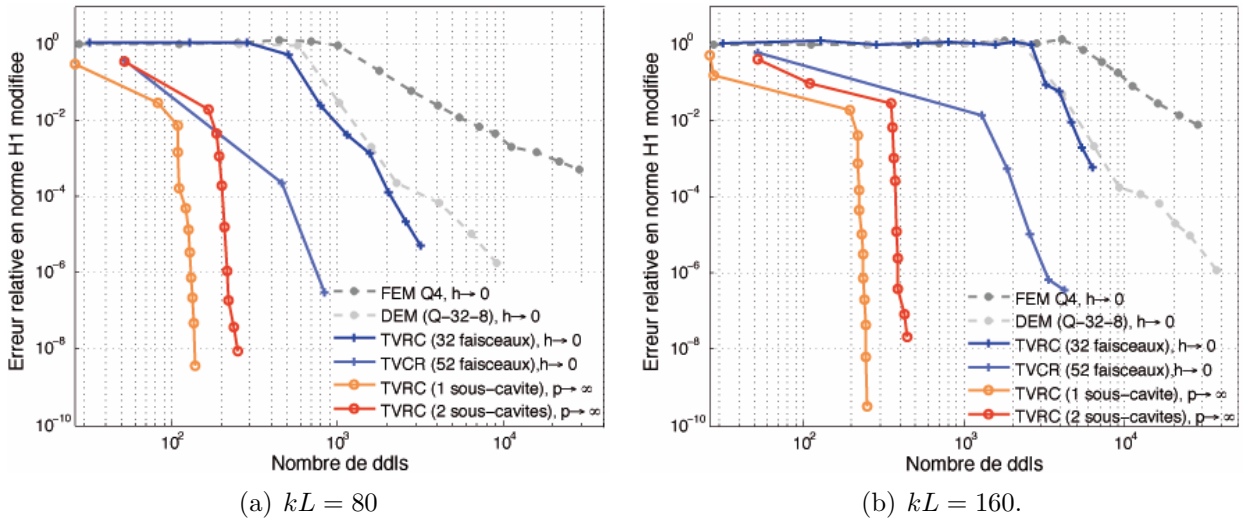 Erreur relative en norme H1 modifiee
10^0
10^-2
10^-4
10^-6
10^-8
10^-10
FEM Q4, h→0
DEM (Q-32-8), h→0
TVRC (32 faisceaux), h→0
TVCR (52 faisceaux),h→0
TVRC (1 sous-cavite), p→∞
TVRC (2 sous-cavites), p→∞
10^2
10^3
10^4
Nombre de ddls
(a) kL = 80
Erreur relative en norme H1 modifiee
10^0
10^-2
10^-4
10^-6
10^-8
10^-10
FEM Q4, h→0
DEM (Q-32-8), h→0
TVRC (32 faisceaux), h→0
TVCR (52 faisceaux),h→0
TVRC (1 sous-cavite), p→∞
TVRC (2 sous-cavites), p→∞
10^2
10^3
10^4
Nombre de ddls
(b) kL = 160.